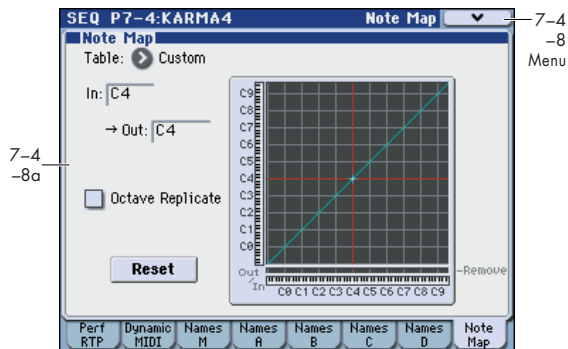 SEQ P7-4:KARMA4 Note Map
7–4
–8
Menu
Note Map
Table: Custom
In: C4
→ Out: C4
7–4
–8a
Octave Replicate
Reset
C9
C8
C7
C6
C5
C4
C3
C2
C1
C0
Out
/In
-Remove
C0 C1 C2 C3 C4 C5 C6 C7 C8 C9
Perf RTP
Dynamic MIDI
Names M
Names A
Names B
Names C
Names D
Note Map